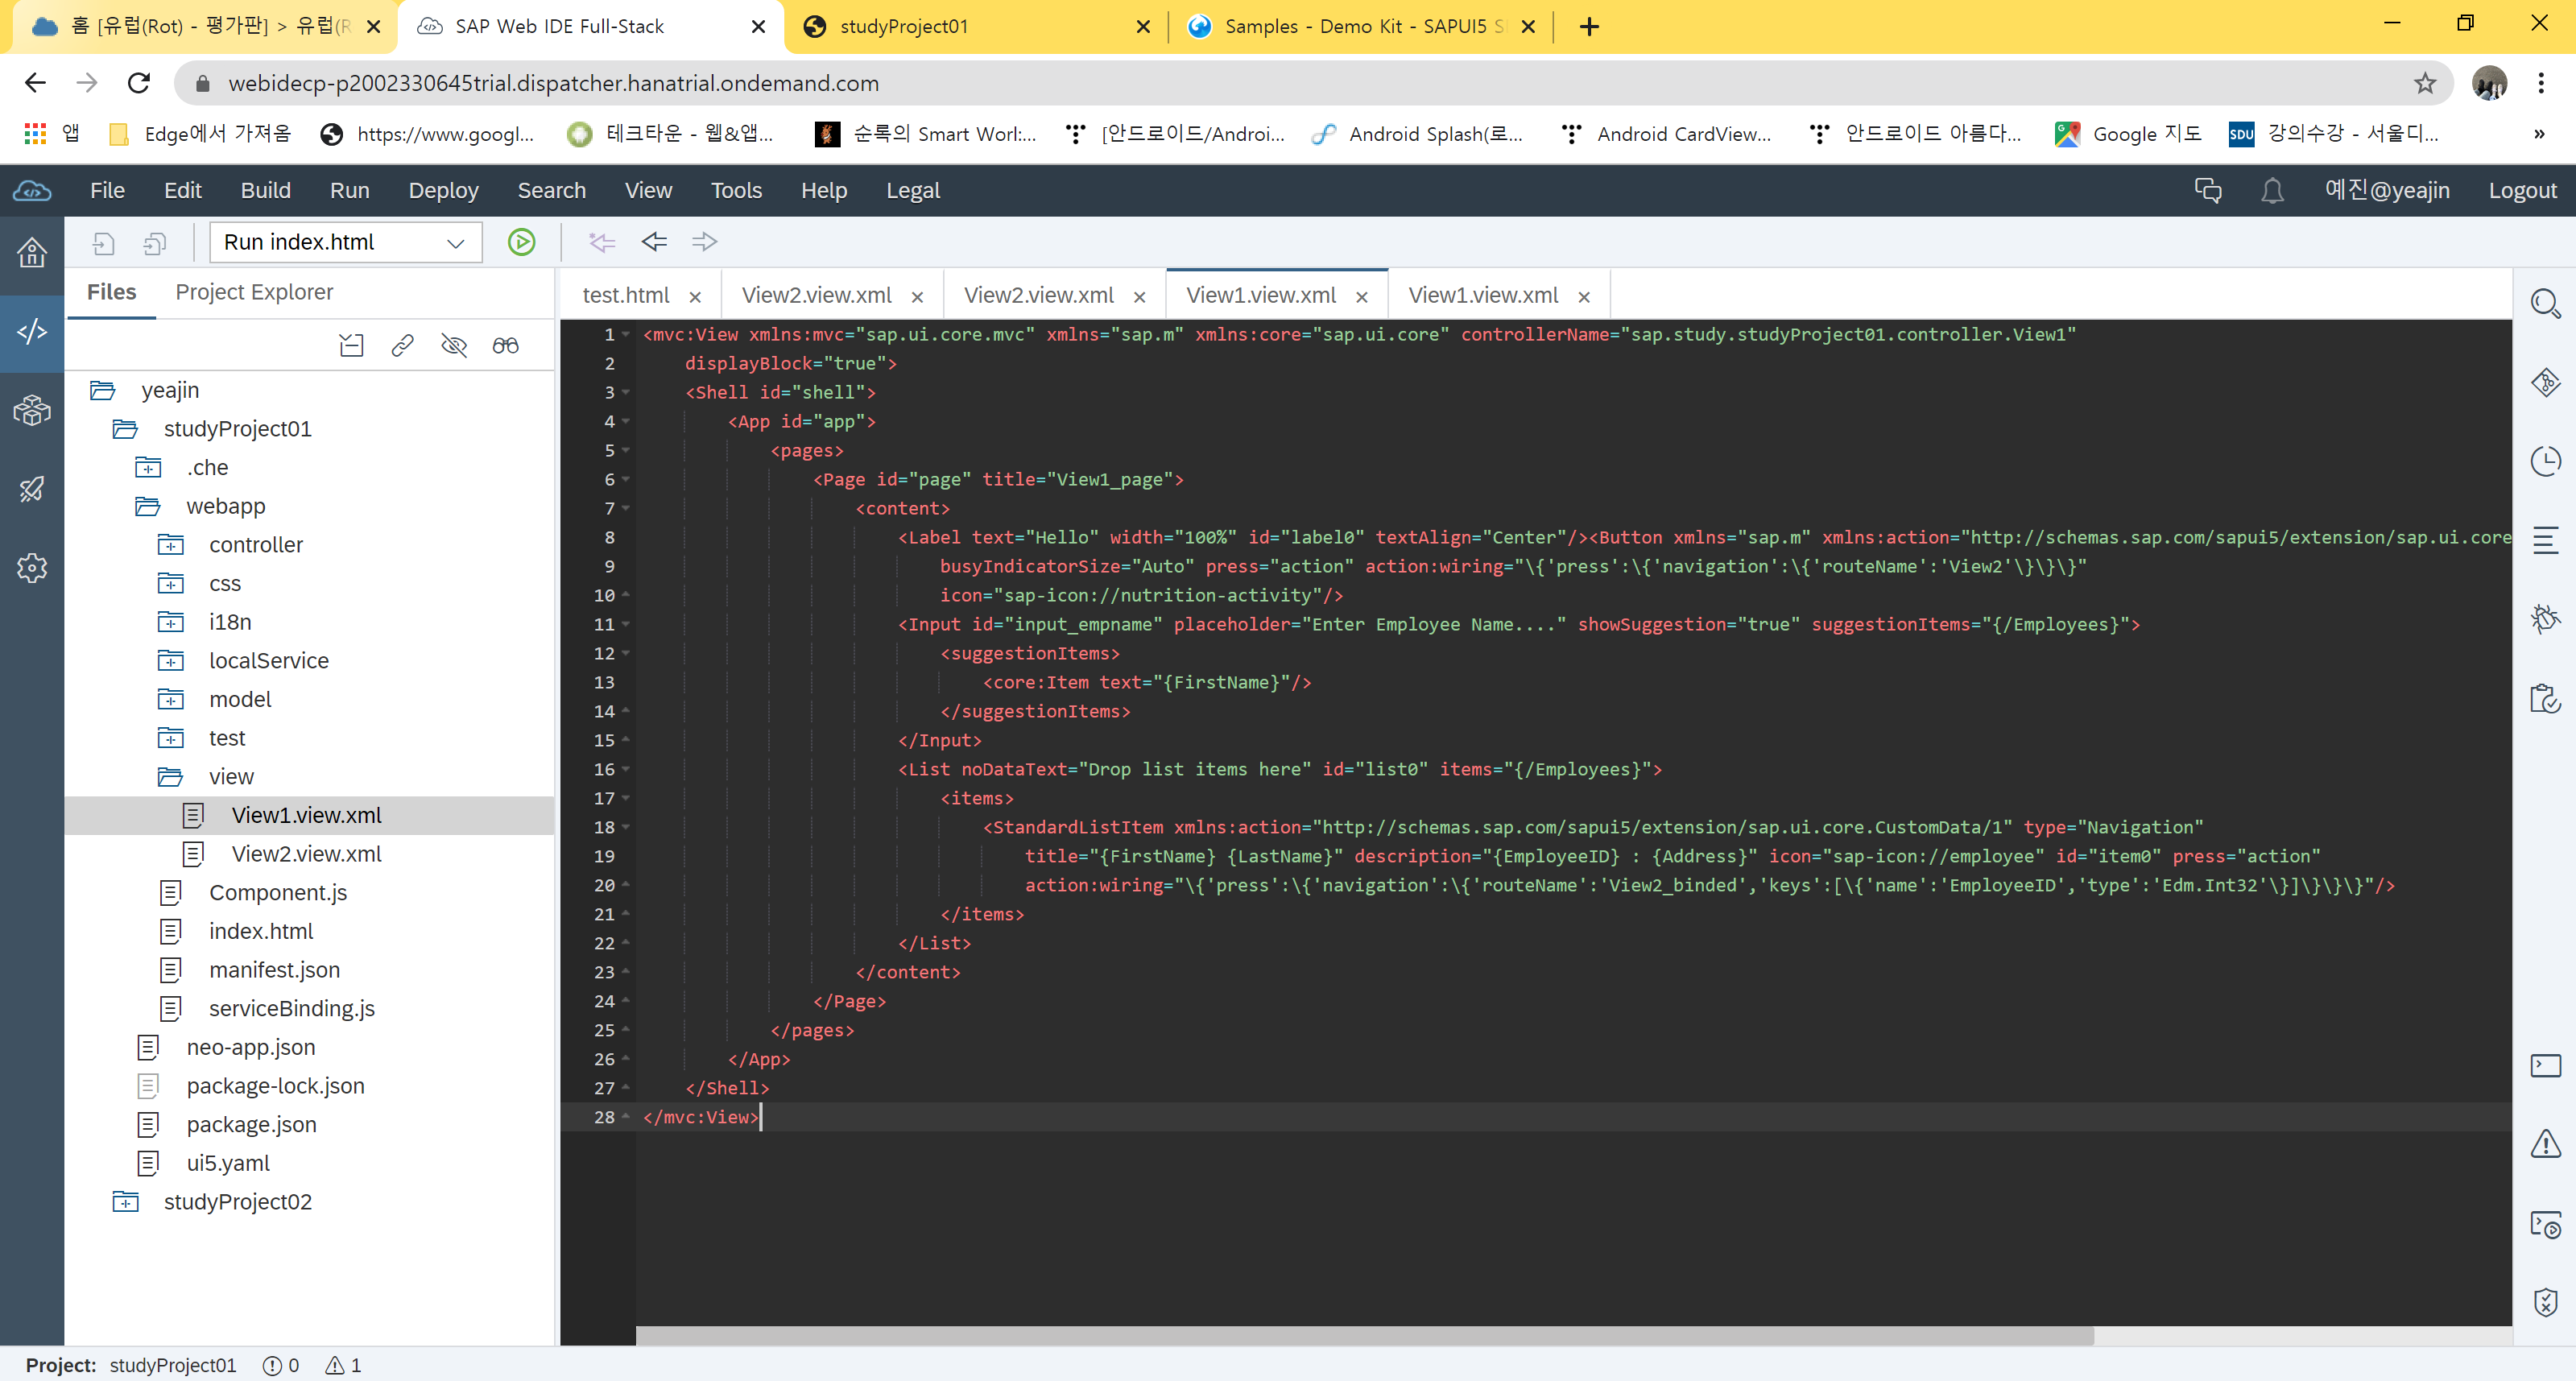 홈 [유럽(Rot) - 평가판] > 유럽(R
SAP Web IDE Full-Stack
studyProject01
Samples - Demo Kit - SAPUI5 S
webidecp-p2002330645trial.dispatcher.hanatrial.ondemand.com
앱
Edge에서 가져옴
https://www.googl...
테크타운 - 웹&앱...
순록의 Smart Worl:...
[안드로이드/Androi...
Android Splash(로...
Android CardView...
안드로이드 아름다...
Google 지도
SDU 강의수강 - 서울디...
»
File Edit Build Run Deploy Search View Tools Help Legal
예진@yeajin Logout
Run index.html
Files Project Explorer
test.html View2.view.xml View2.view.xml View1.view.xml View1.view.xml
yeajin
studyProject01
.che
webapp
controller
css
i18n
localService
model
test
view
View1.view.xml
View2.view.xml
Component.js
index.html
manifest.json
serviceBinding.js
neo-app.json
package-lock.json
package.json
ui5.yaml
studyProject02
1 <mvc:View xmlns:mvc="sap.ui.core.mvc" xmlns="sap.m" xmlns:core="sap.ui.core" controllerName="sap.study.studyProject01.controller.View1"
2 displayBlock="true">
3 <Shell id="shell">
4 <App id="app">
5 <pages>
6 <Page id="page" title="View1_page">
7 <content>
8 <Label text="Hello" width="100%" id="label0" textAlign="Center"/><Button xmlns="sap.m" xmlns:action="http://schemas.sap.com/sapui5/extension/sap.ui.core
9 busyIndicatorSize="Auto" press="action" action:wiring="\{'press':\{'navigation':\{'routeName':'View2'\}\}\}"
10 icon="sap-icon://nutrition-activity"/>
11 <Input id="input_empname" placeholder="Enter Employee Name...." showSuggestion="true" suggestionItems="{/Employees}">
12 <suggestionItems>
13 <core:Item text="{FirstName}"/>
14 </suggestionItems>
15 </Input>
16 <List noDataText="Drop list items here" id="list0" items="{/Employees}">
17 <items>
18 <StandardListItem xmlns:action="http://schemas.sap.com/sapui5/extension/sap.ui.core.CustomData/1" type="Navigation"
19 title="{FirstName} {LastName}" description="{EmployeeID} : {Address}" icon="sap-icon://employee" id="item0" press="action"
20 action:wiring="\{'press':\{'navigation':\{'routeName':'View2_binded','keys':[\{'name':'EmployeeID','type':'Edm.Int32'\}]\}\}\}"/>
21 </items>
22 </List>
23 </content>
24 </Page>
25 </pages>
26 </App>
27 </Shell>
28 </mvc:View>
Project: studyProject01 0 1